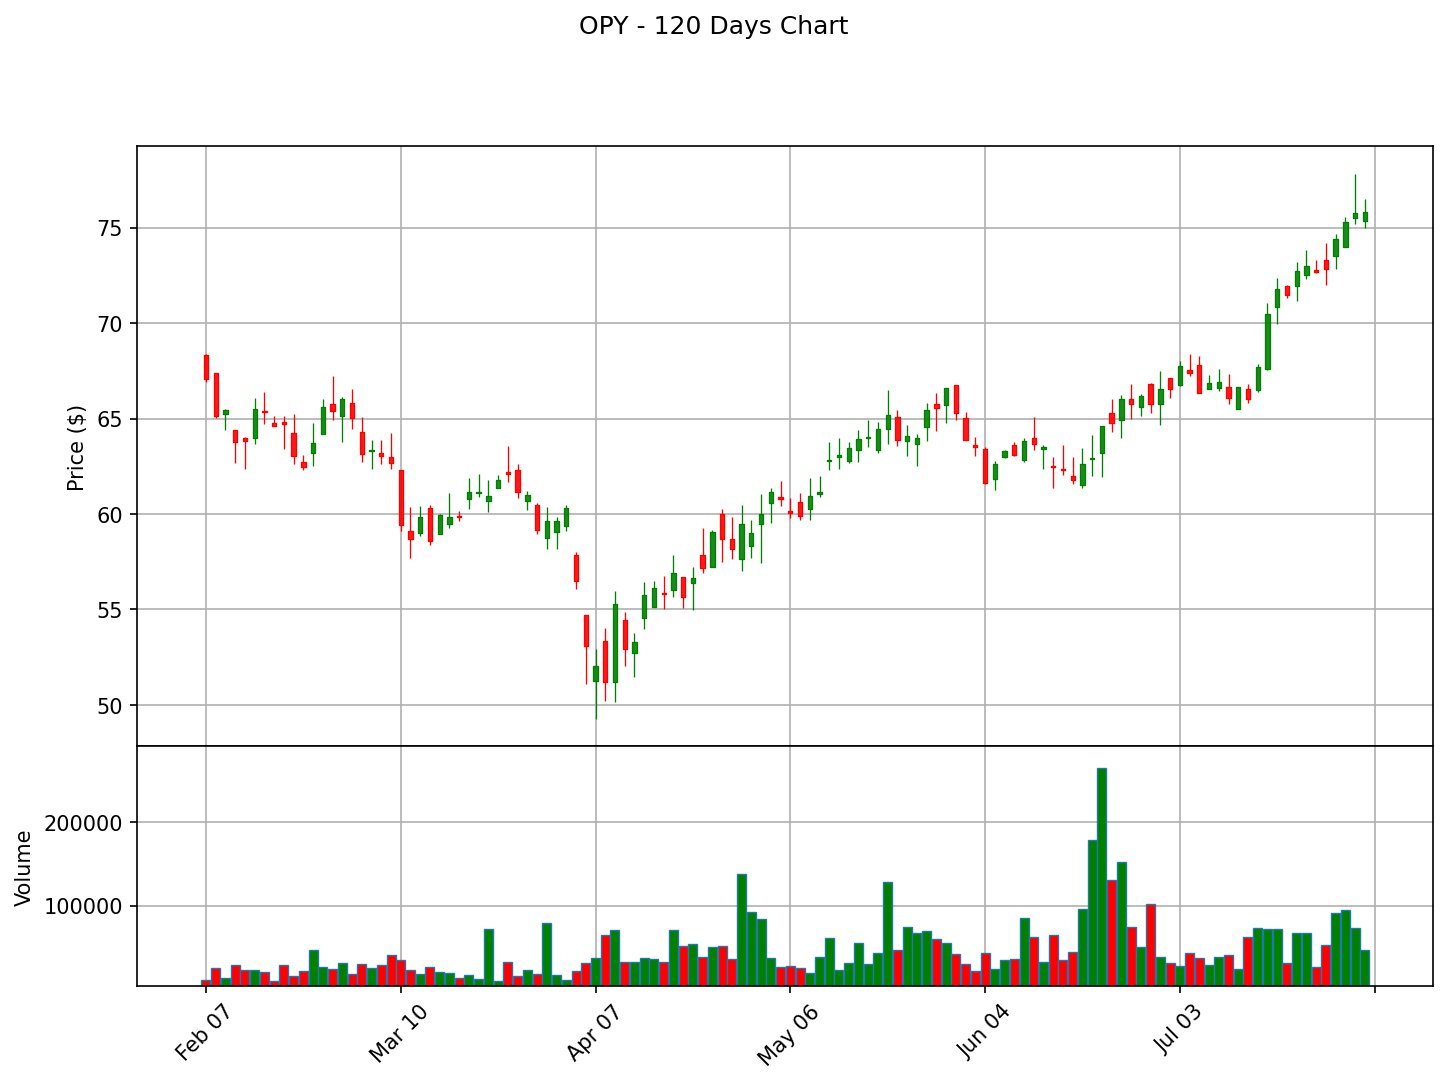 OPY - 120 Days Chart
Price ($)
75
70
65
60
55
50
Volume
200000
100000
Feb 07
Mar 10
Apr 07
May 06
Jun 04
Jul 03